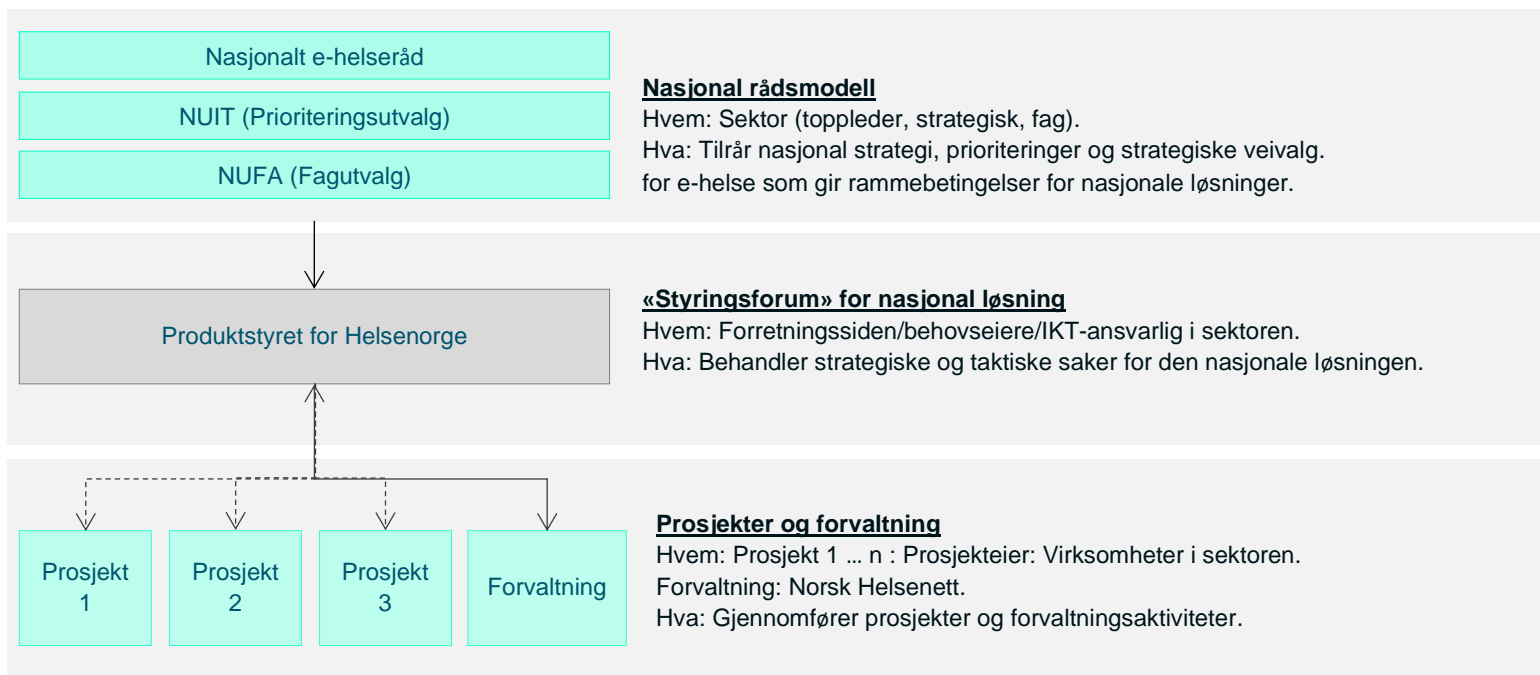 Nasjonalt e-helseråd
NUIT (Prioriteringsutvalg)
NUFA (Fagutvalg)
Nasjonal rådsmodell
Hvem: Sektor (toppleder, strategisk, fag).
Hva: Tilrår nasjonal strategi, prioriteringer og strategiske veivalg.
for e-helse som gir rammebetingelser for nasjonale løsninger.
Produktstyret for Helsenorge
«Styringsforum» for nasjonal løsning
Hvem: Forretningssiden/behovseiere/IKT-ansvarlig i sektoren.
Hva: Behandler strategiske og taktiske saker for den nasjonale løsningen.
Prosjekt
1
Prosjekt
2
Prosjekt
3
Forvaltning
Prosjekter og forvaltning
Hvem: Prosjekt 1 ... n : Prosjekteier: Virksomheter i sektoren.
Forvaltning: Norsk Helsenett.
Hva: Gjennomfører prosjekter og forvaltningsaktiviteter.